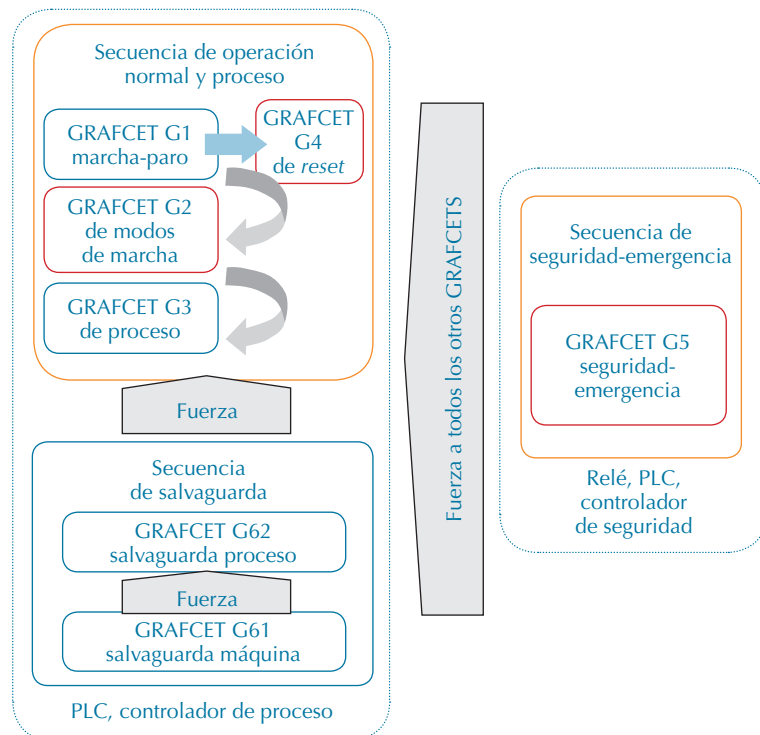 Secuencia de operación
normal y proceso
GRAFCET G1
marcha-paro
GRAFCET
G4
de reset
GRAFCET G2
de modos
de marcha
GRAFCET G3
de proceso
Fuerza
Secuencia
de salvaguarda
GRAFCET G62
salvaguarda proceso
Fuerza
GRAFCET G61
salvaguarda máquina
PLC, controlador de proceso
Fuerza a todos los otros GRAFCETS
Secuencia de
seguridad-emergencia
GRAFCET G5
seguridad-
emergencia
Relé, PLC,
controlador
de seguridad